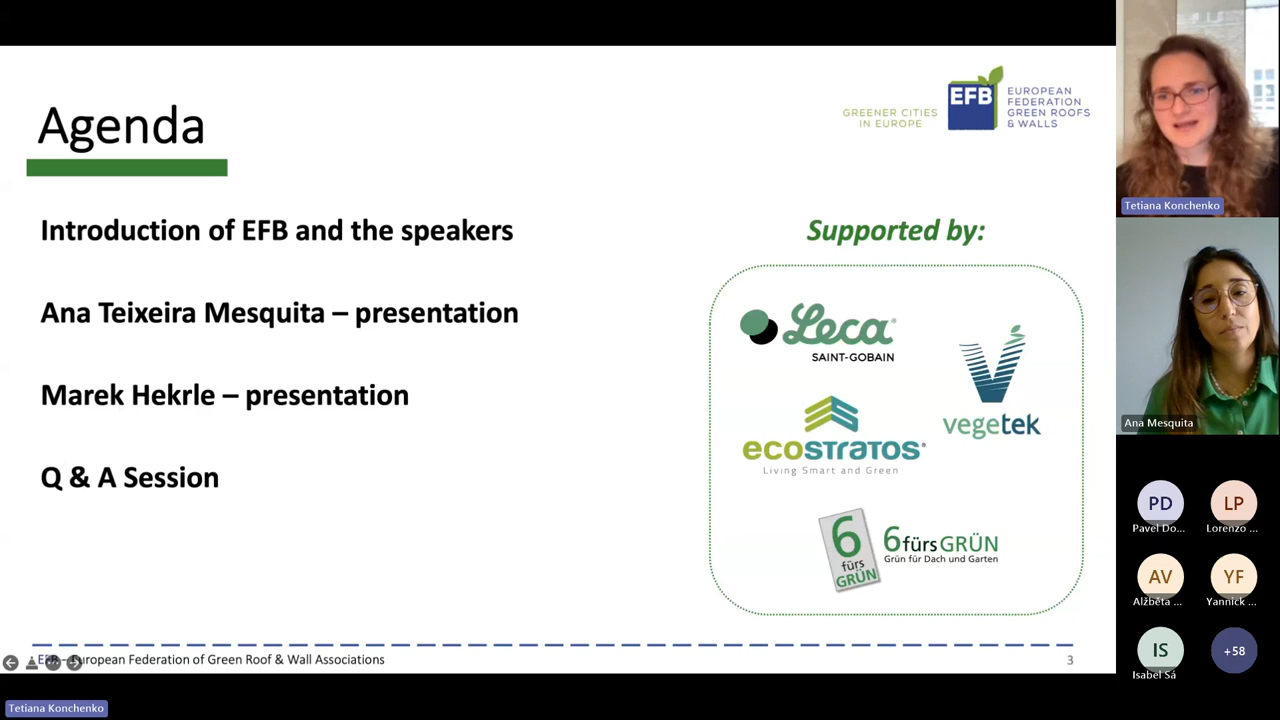 Agenda
GREENER CITIES
IN EUROPE
EFB
EUROPEAN
FEDERATION
GREEN ROOFS
& WALLS
Introduction of EFB and the speakers
Ana Teixeira Mesquita – presentation
Marek Hekrle – presentation
Q & A Session
Supported by:
Leca®
SAINT-GOBAIN
vegetek
ecostratos®
Living Smart and Green
6
fürs
GRÜN
6fürsGRÜN
Grün für Dach und Garten
EFB - European Federation of Green Roof & Wall Associations
3
Tetiana Konchenko
Ana Mesquita
PD
Pavel Do...
LP
Lorenzo ...
AV
Alžběta ...
YF
Yannick ...
IS
Isabel Sá
+58
Tetiana Konchenko